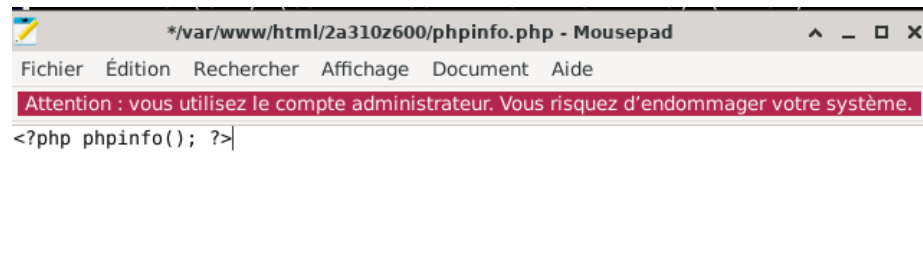 */var/www/html/2a310z600/phpinfo.php - Mousepad
Fichier Édition Rechercher Affichage Document Aide
Attention : vous utilisez le compte administrateur. Vous risquez d’endommager votre système.
<?php phpinfo(); ?>